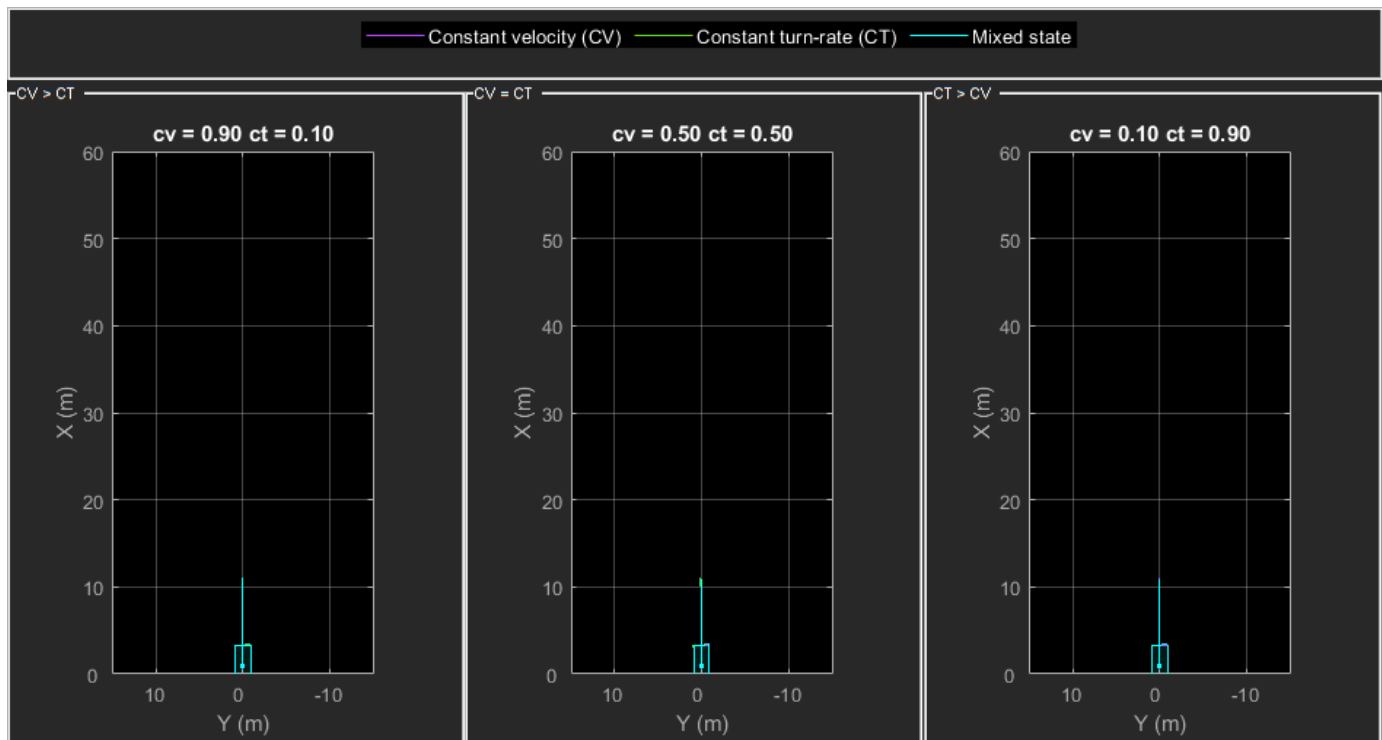 Constant velocity (CV) Constant turn-rate (CT) Mixed state
CV > CT
cv = 0.90 ct = 0.10
60
50
40
30
20
10
0
X (m)
10 0 -10
Y (m)
CV = CT
cv = 0.50 ct = 0.50
60
50
40
30
20
10
0
X (m)
10 0 -10
Y (m)
CT > CV
cv = 0.10 ct = 0.90
60
50
40
30
20
10
0
X (m)
10 0 -10
Y (m)